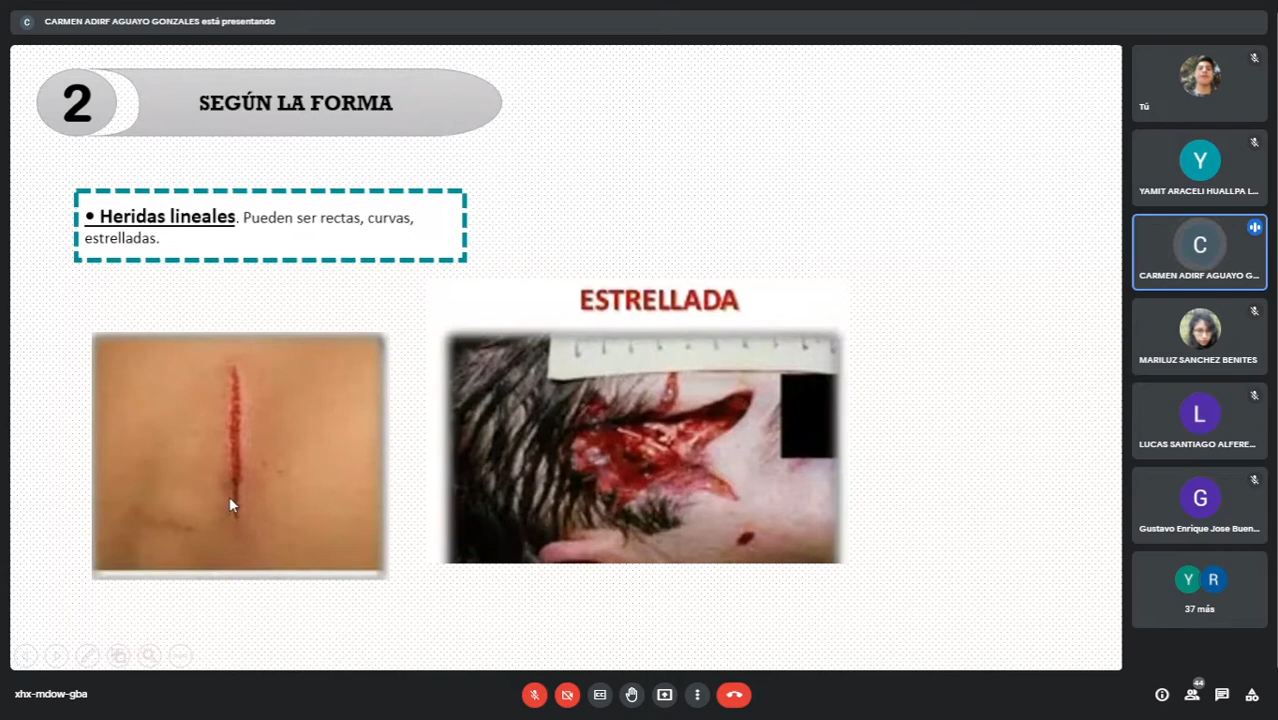 C CARMEN ADIRF AGUAYO GONZALES está presentando
2
SEGÚN LA FORMA
• Heridas lineales. Pueden ser rectas, curvas,
estrelladas.
ESTRELLADA
Tú
Y
YAMIT ARACELI HUALLPA L...
C
CARMEN ADIRF AGUAYO G...
MARILUZ SANCHEZ BENITES
L
LUCAS SANTIAGO ALFERE...
G
Gustavo Enrique Jose Buen...
Y R
37 más
xhx-mdow-gba
44